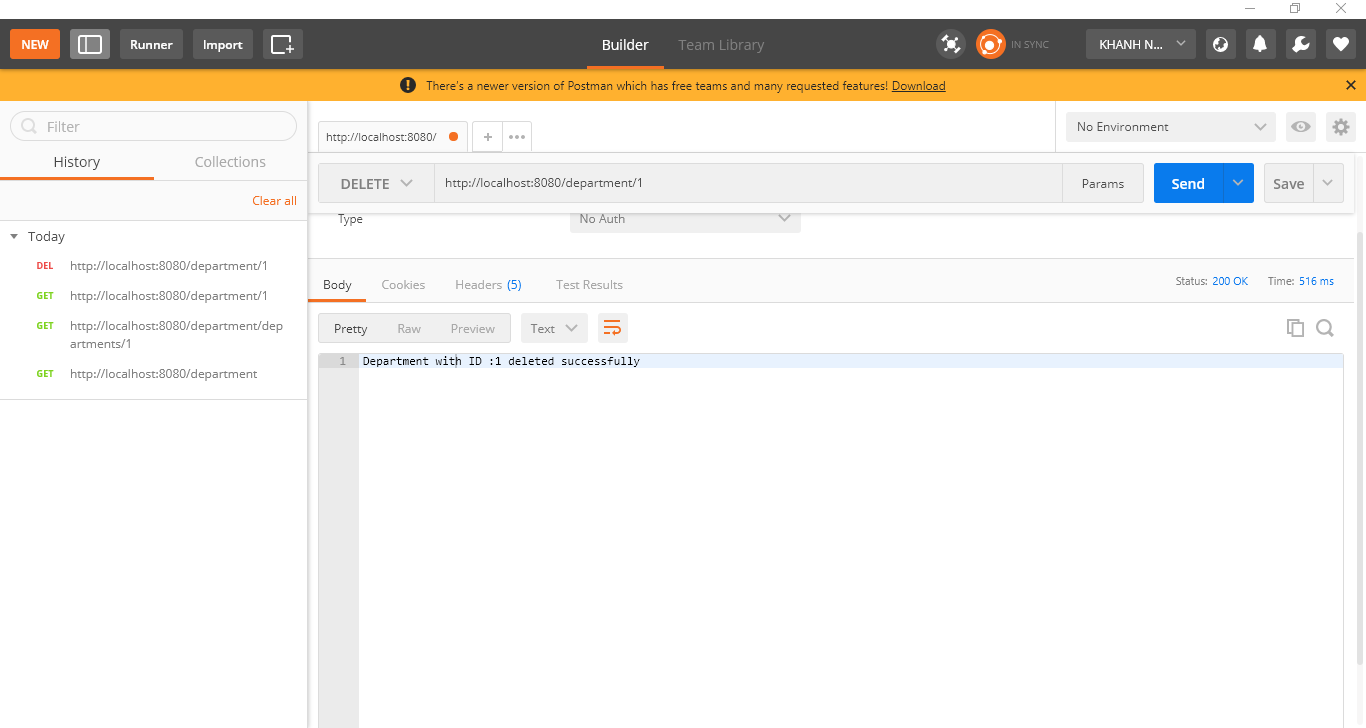 NEW
Runner
Import
Builder
Team Library
IN SYNC
KHANH N...
There's a newer version of Postman which has free teams and many requested features! Download
Filter
History
Collections
Clear all
Today
DEL http://localhost:8080/department/1
GET http://localhost:8080/department/1
GET http://localhost:8080/department/dep
artments/1
GET http://localhost:8080/department
http://localhost:8080/
No Environment
DELETE
http://localhost:8080/department/1
Params
Send
Save
Type
No Auth
Body
Cookies
Headers (5)
Test Results
Status: 200 OK
Time: 516 ms
Pretty
Raw
Preview
Text
1 Department with ID :1 deleted successfully